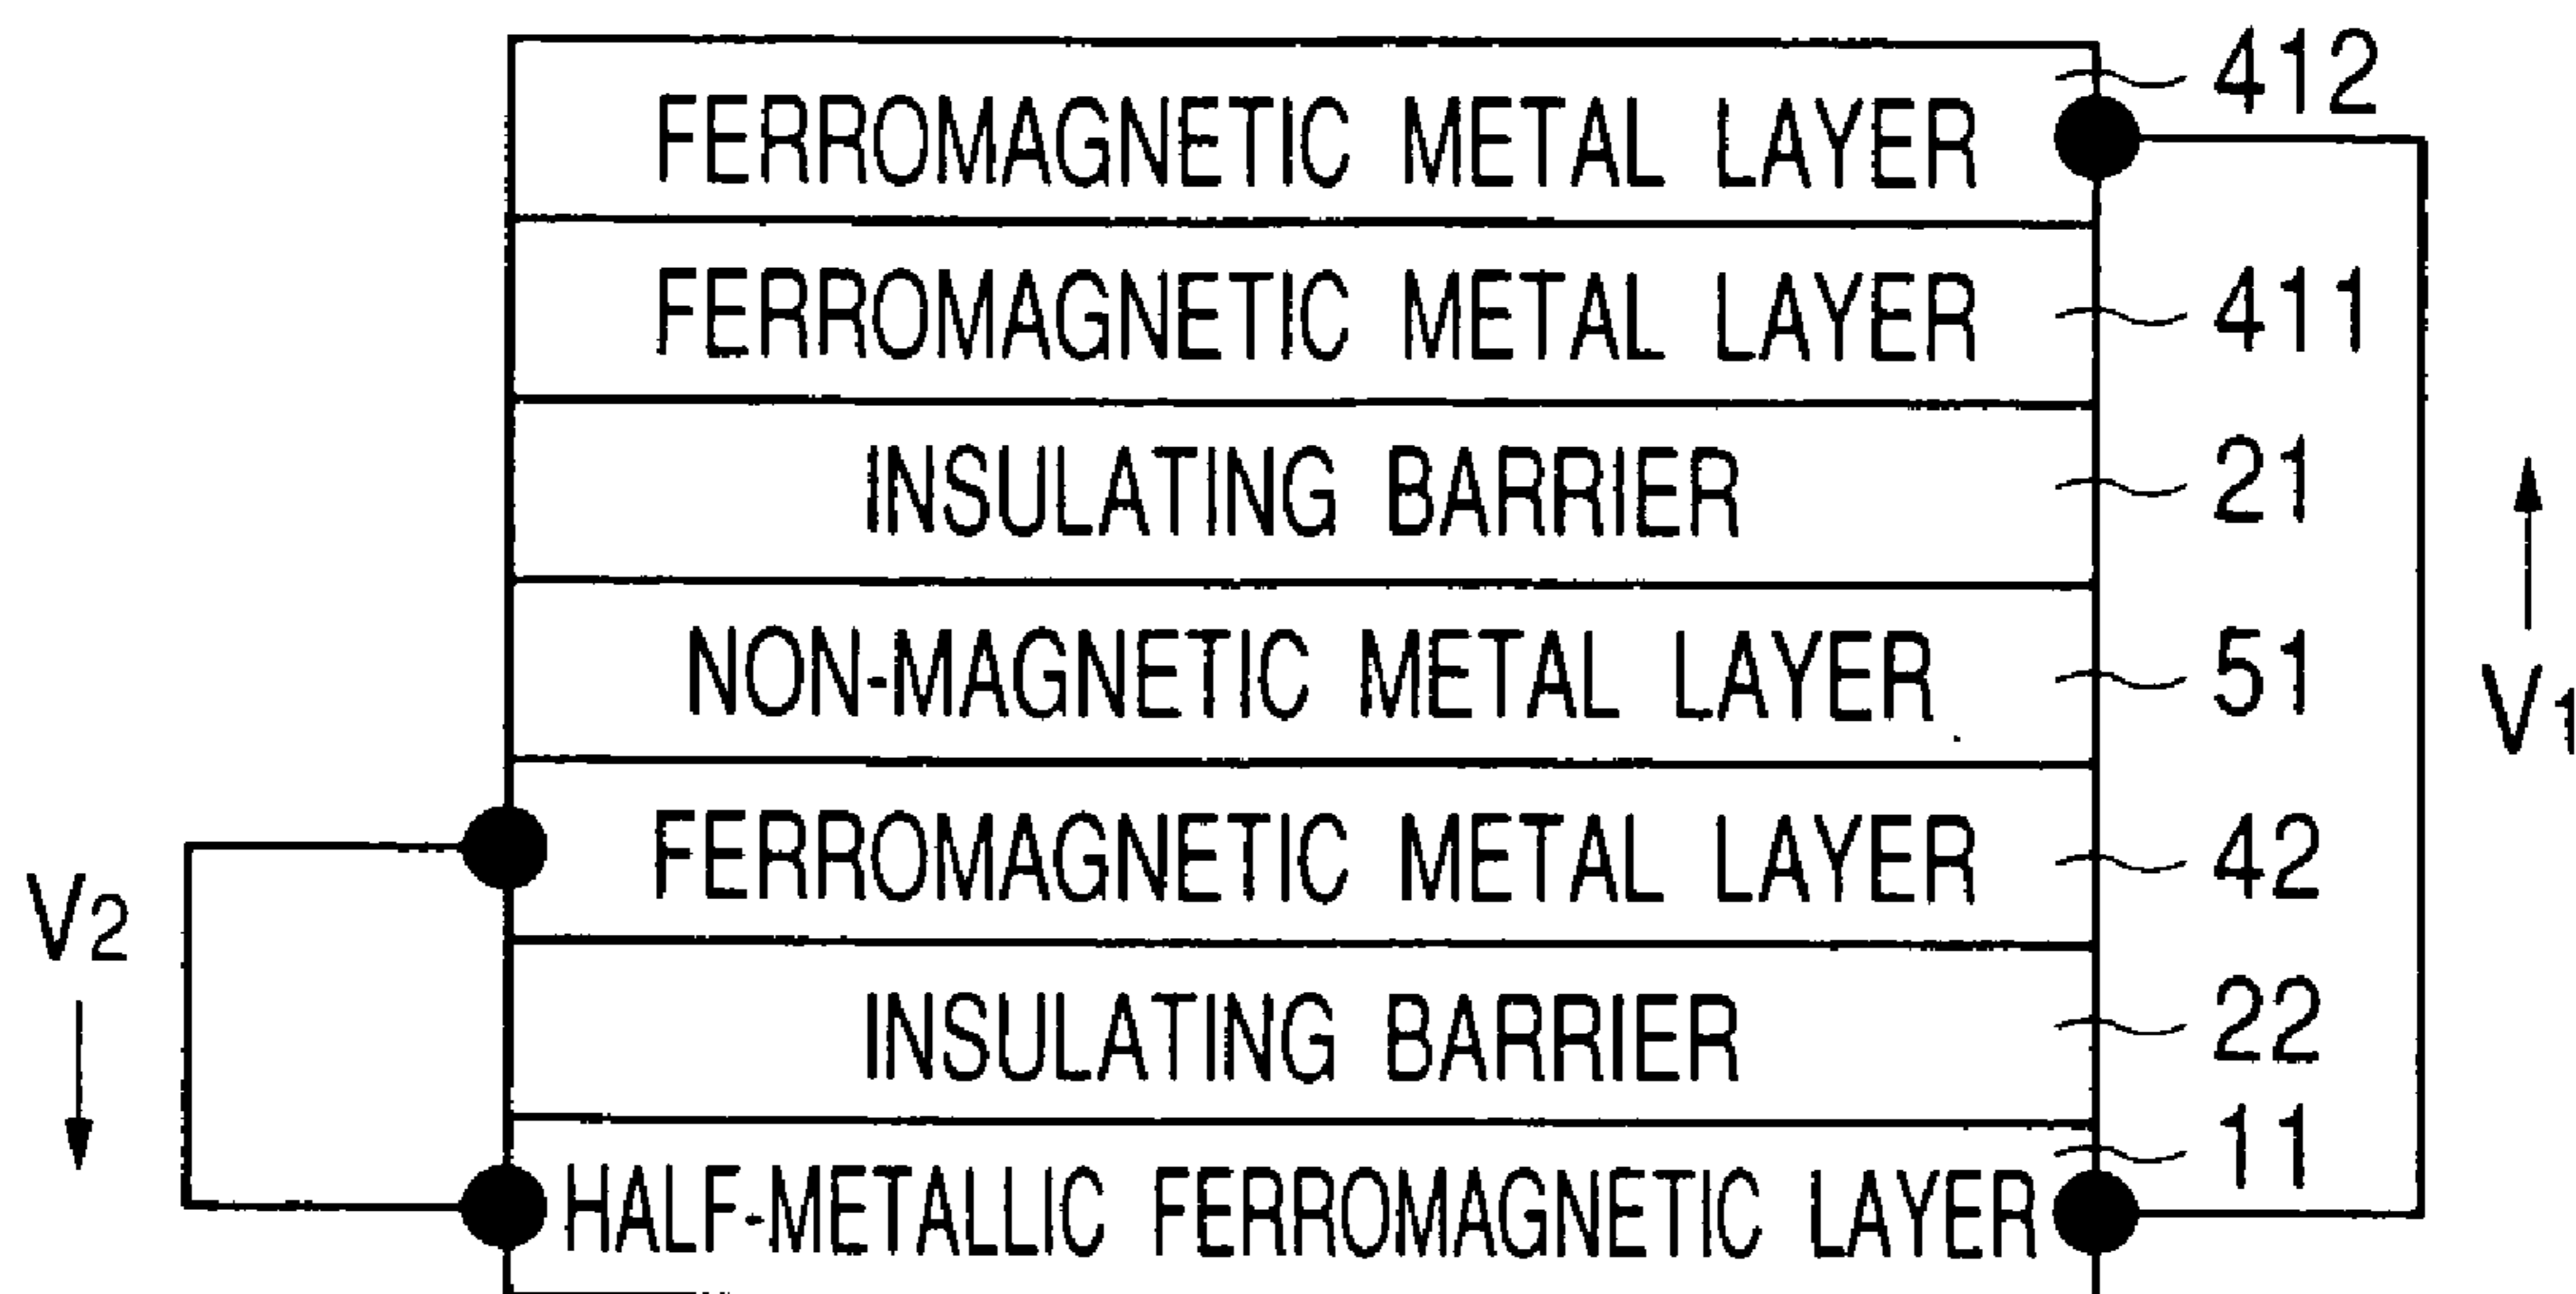 412
FERROMAGNETIC METAL LAYER
FERROMAGNETIC METAL LAYER 411
INSULATING BARRIER 21
NON-MAGNETIC METAL LAYER 51
V1
FERROMAGNETIC METAL LAYER 42
V2
INSULATING BARRIER 22
11
HALF-METALLIC FERROMAGNETIC LAYER